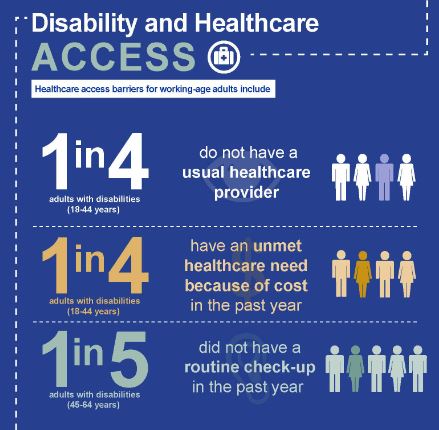 Disability and Healthcare
ACCESS
Healthcare access barriers for working-age adults include
1 in 4
adults with disabilities
(18-44 years)
do not have a
usual healthcare
provider
1 in 4
adults with disabilities
(18-44 years)
have an unmet
healthcare need
because of cost
in the past year
1 in 5
adults with disabilities
(45-64 years)
did not have a
routine check-up
in the past year